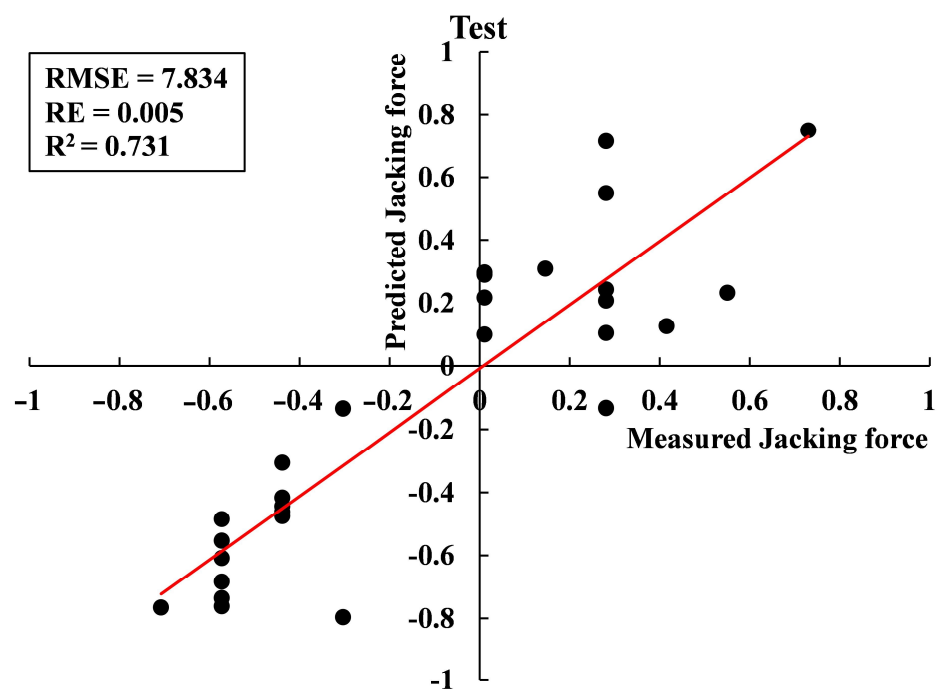 Test
RMSE = 7.834
RE = 0.005
R² = 0.731
Predicted Jacking force
1
0.8
0.6
0.4
0.2
0
−1 −0.8 −0.6 −0.4 −0.2 0 0.2 0.4 0.6 0.8 1
Measured Jacking force
-0.2
-0.4
-0.6
-0.8
-1